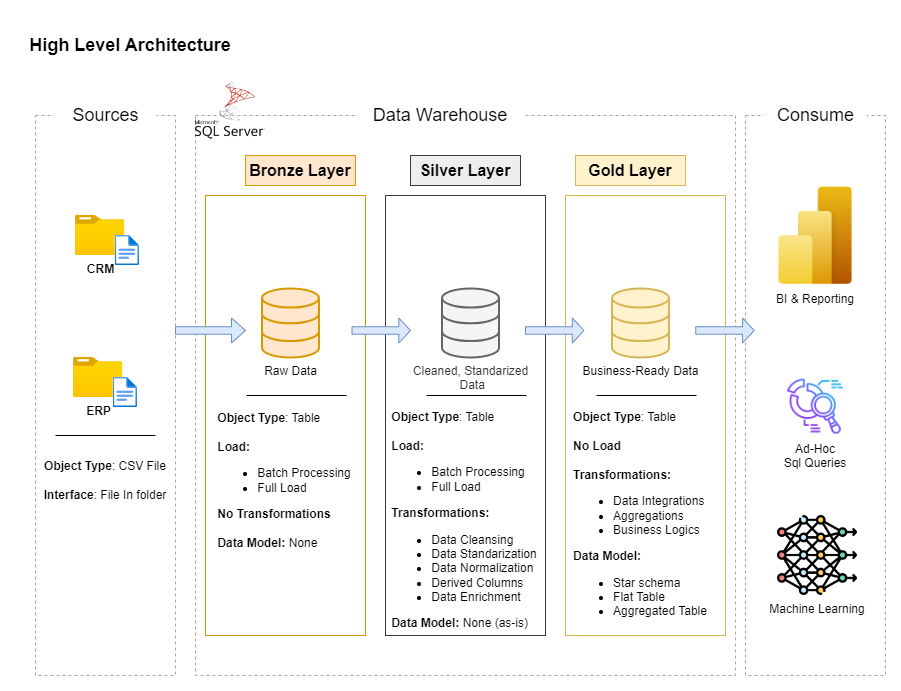 High Level Architecture
Sources
Data Warehouse
Consume
Microsoft
SQL Server
Bronze Layer
Silver Layer
Gold Layer
CRM
ERP
Object Type: CSV File
Interface: File In folder
Raw Data
Object Type: Table
Load:
Batch Processing
Full Load
No Transformations
Data Model: None
Cleaned, Standarized
Data
Object Type: Table
Load:
Batch Processing
Full Load
Transformations:
Data Cleansing
Data Standarization
Data Normalization
Derived Columns
Data Enrichment
Data Model: None (as-is)
Business-Ready Data
Object Type: Table
No Load
Transformations:
Data Integrations
Aggregations
Business Logics
Data Model:
Star schema
Flat Table
Aggregated Table
BI & Reporting
Ad-Hoc
Sql Queries
Machine Learning